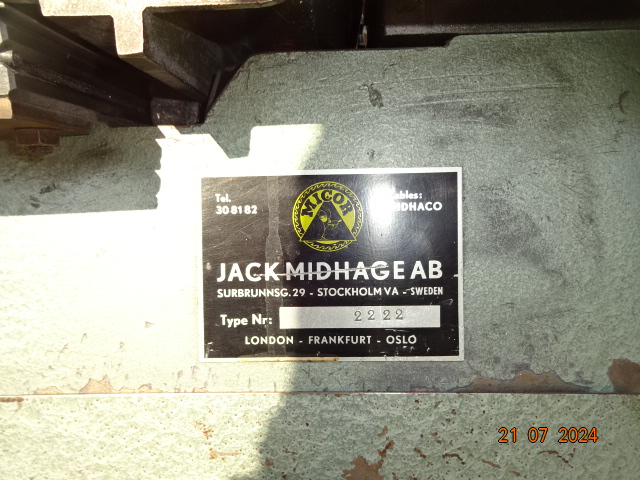 Tel.
30 81 82
MICOR
JACK MIDHAGE AB
SURBRUNNSG. 29 - STOCKHOLM VA - SWEDEN
Type Nr: 2222
LONDON - FRANKFURT - OSLO
21 07 2024